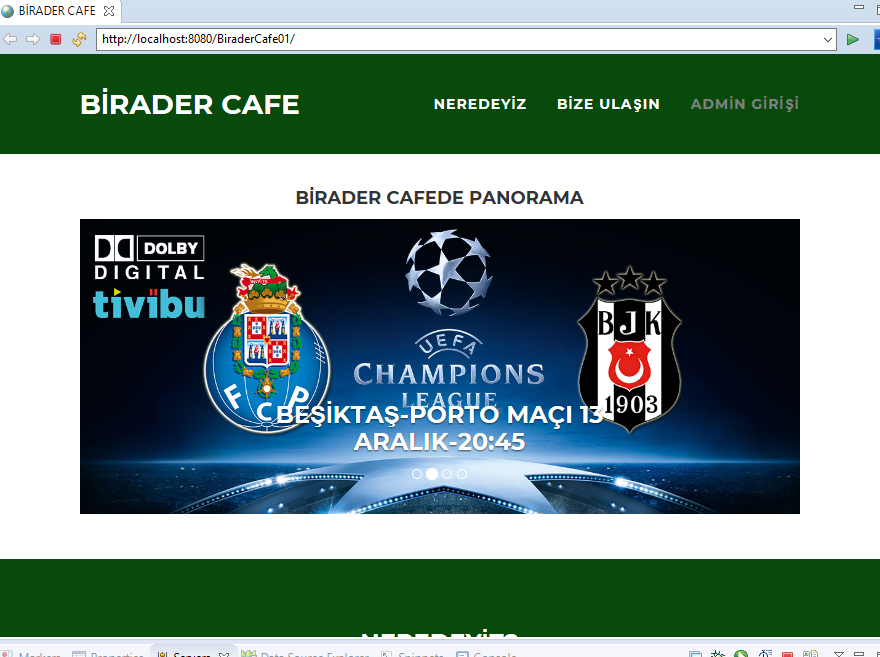 BİRADER CAFE
http://localhost:8080/BiraderCafe01/
BİRADER CAFE
NEREDEYİZ
BİZE ULAŞIN
ADMİN GİRİŞİ
BİRADER CAFEDE PANORAMA
DOLBY
DIGITAL
tivibu
UEFA
CHAMPIONS
LEAGUE
F C P
BJK
1903
BEŞİKTAŞ-PORTO MAÇI 13
ARALIK-20:45
NEREDEYİZ
Markers
Properties
Servers
Data Source Explorer
Snippets
Console